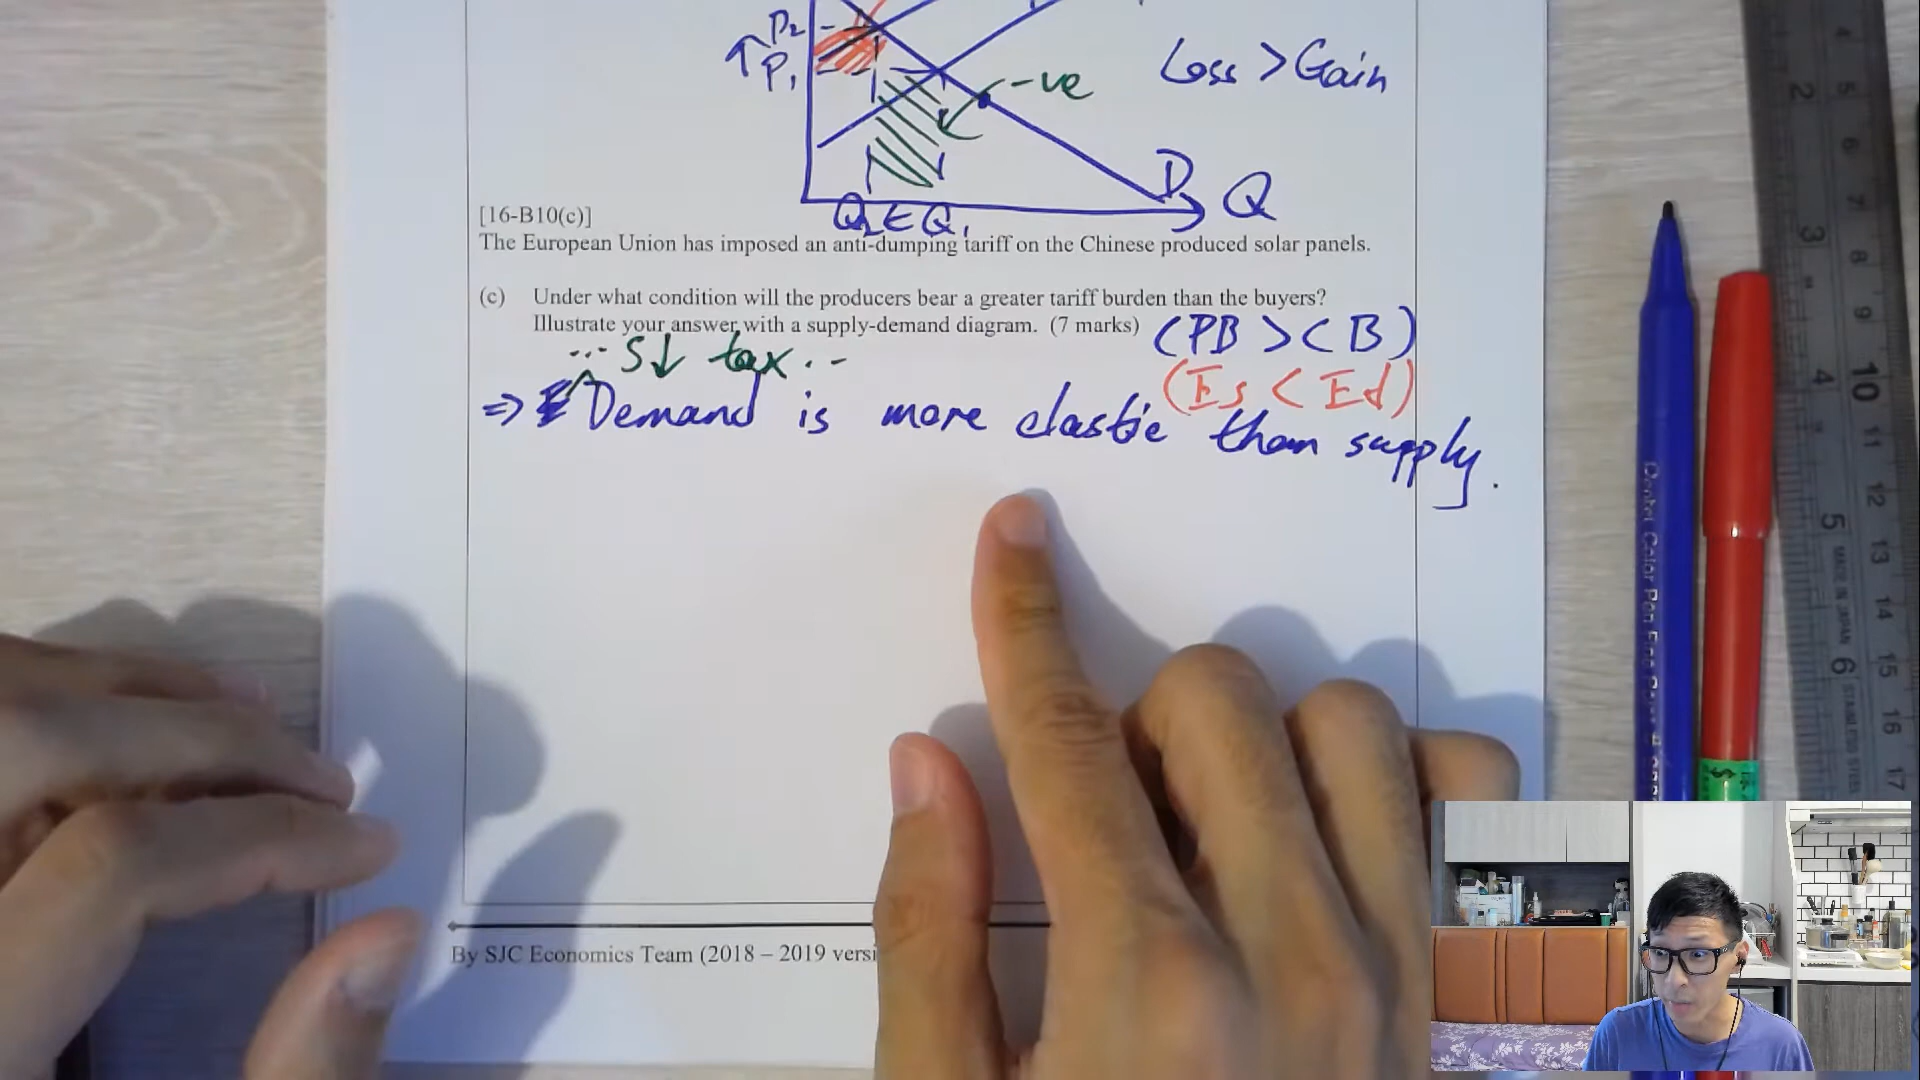 P2
↑P1
-ve
Loss > Gain
D
Q
Q2 ← Q1
[16-B10(c)]
The European Union has imposed an anti-dumping tariff on the Chinese produced solar panels.
(c) Under what condition will the producers bear a greater tariff burden than the buyers?
Illustrate your answer with a supply-demand diagram. (7 marks) (PB > CB)
... S↓ tax ...
(Es < Ed)
⇒ Demand is more elastic than supply.
By SJC Economics Team (2018 – 2019 versi